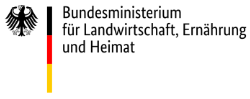 Bundesministerium
für Landwirtschaft, Ernährung
und Heimat